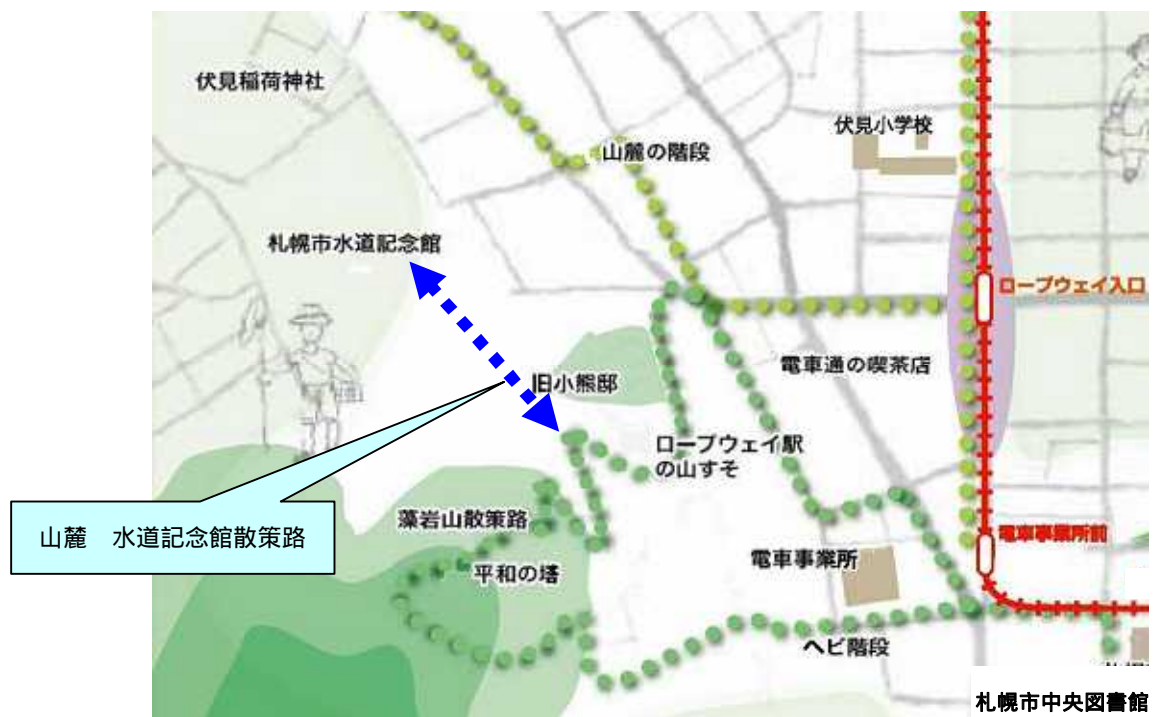 伏見稲荷神社
伏見小学校
山麓の階段
札幌市水道記念館
ロープウェイ入口
電車通の喫茶店
旧小熊邸
ロープウェイ駅
の山すそ
藻岩山散策路
山麓　水道記念館散策路
電車事業所前
電車事業所
平和の塔
ヘビ階段
札幌市中央図書館